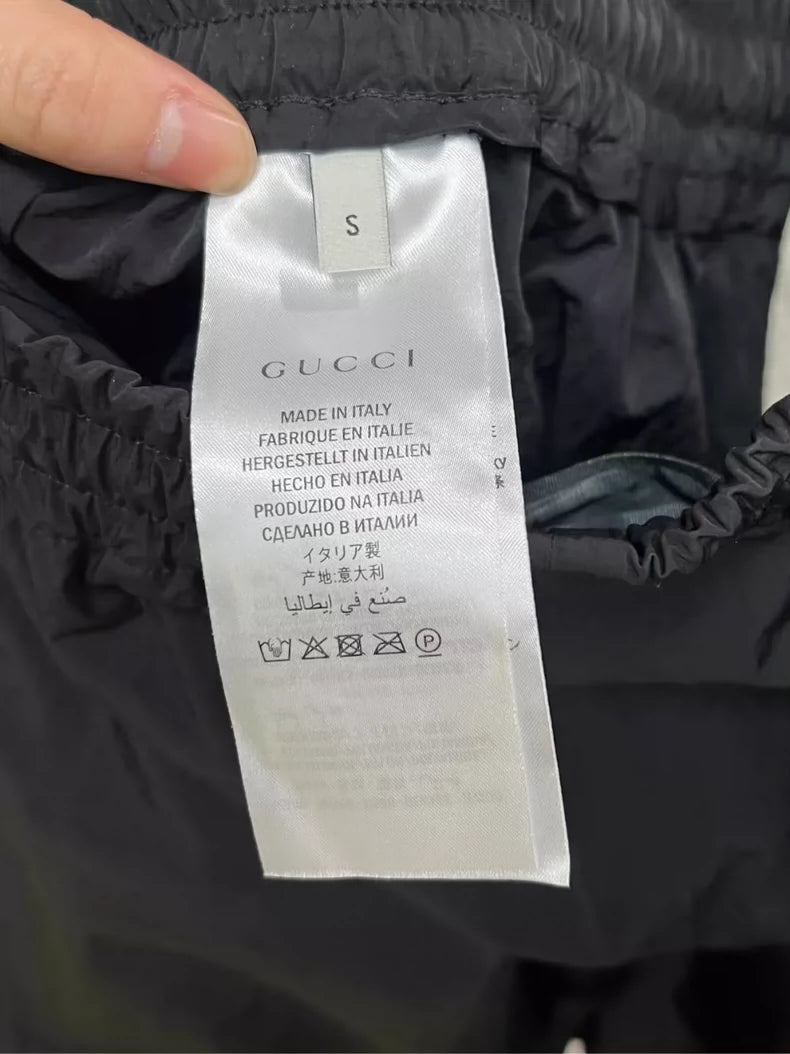 S
GUCCI
MADE IN ITALY
FABRIQUE EN ITALIE
HERGESTELLT IN ITALIEN
HECHO EN ITALIA
PRODUZIDO NA ITALIA
СДЕЛАНО В ИТАЛИИ
イタリア製
产地:意大利
صُنع في إيطاليا
P